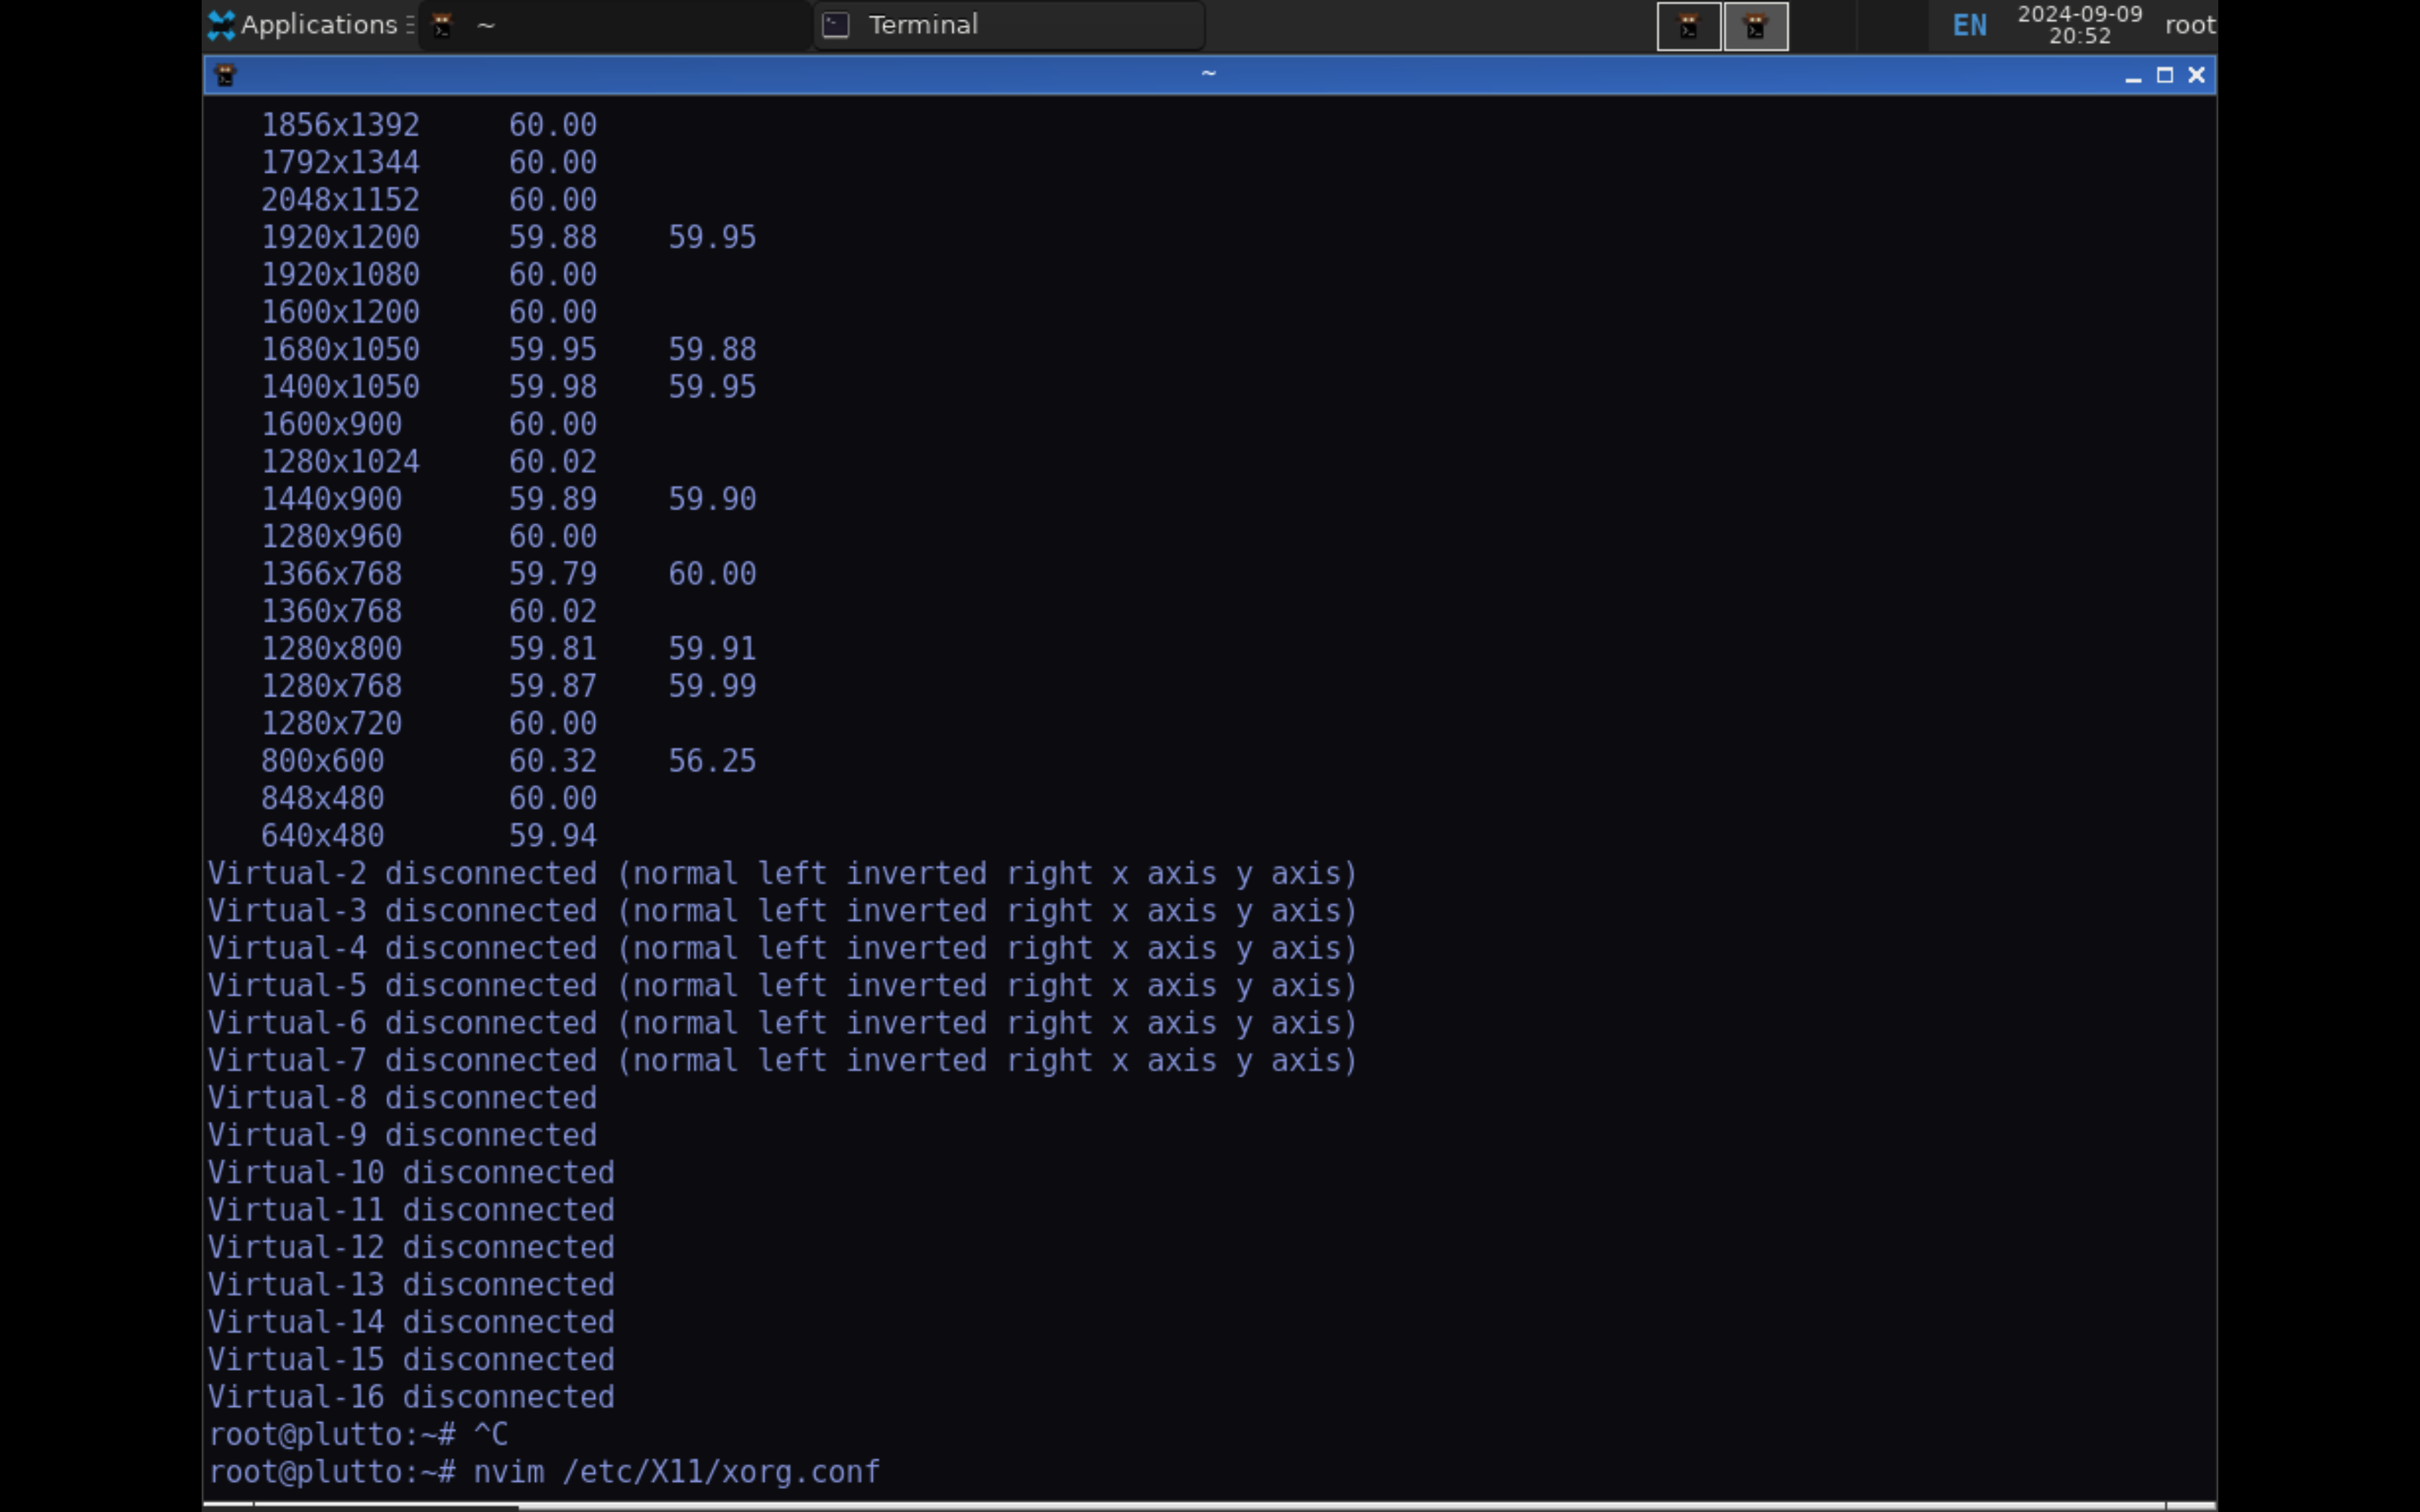 Applications ~ Terminal EN 2024-09-09 20:52 root
~
1856x1392 60.00
1792x1344 60.00
2048x1152 60.00
1920x1200 59.88 59.95
1920x1080 60.00
1600x1200 60.00
1680x1050 59.95 59.88
1400x1050 59.98 59.95
1600x900 60.00
1280x1024 60.02
1440x900 59.89 59.90
1280x960 60.00
1366x768 59.79 60.00
1360x768 60.02
1280x800 59.81 59.91
1280x768 59.87 59.99
1280x720 60.00
800x600 60.32 56.25
848x480 60.00
640x480 59.94
Virtual-2 disconnected (normal left inverted right x axis y axis)
Virtual-3 disconnected (normal left inverted right x axis y axis)
Virtual-4 disconnected (normal left inverted right x axis y axis)
Virtual-5 disconnected (normal left inverted right x axis y axis)
Virtual-6 disconnected (normal left inverted right x axis y axis)
Virtual-7 disconnected (normal left inverted right x axis y axis)
Virtual-8 disconnected
Virtual-9 disconnected
Virtual-10 disconnected
Virtual-11 disconnected
Virtual-12 disconnected
Virtual-13 disconnected
Virtual-14 disconnected
Virtual-15 disconnected
Virtual-16 disconnected
root@plutto:~# ^C
root@plutto:~# nvim /etc/X11/xorg.conf